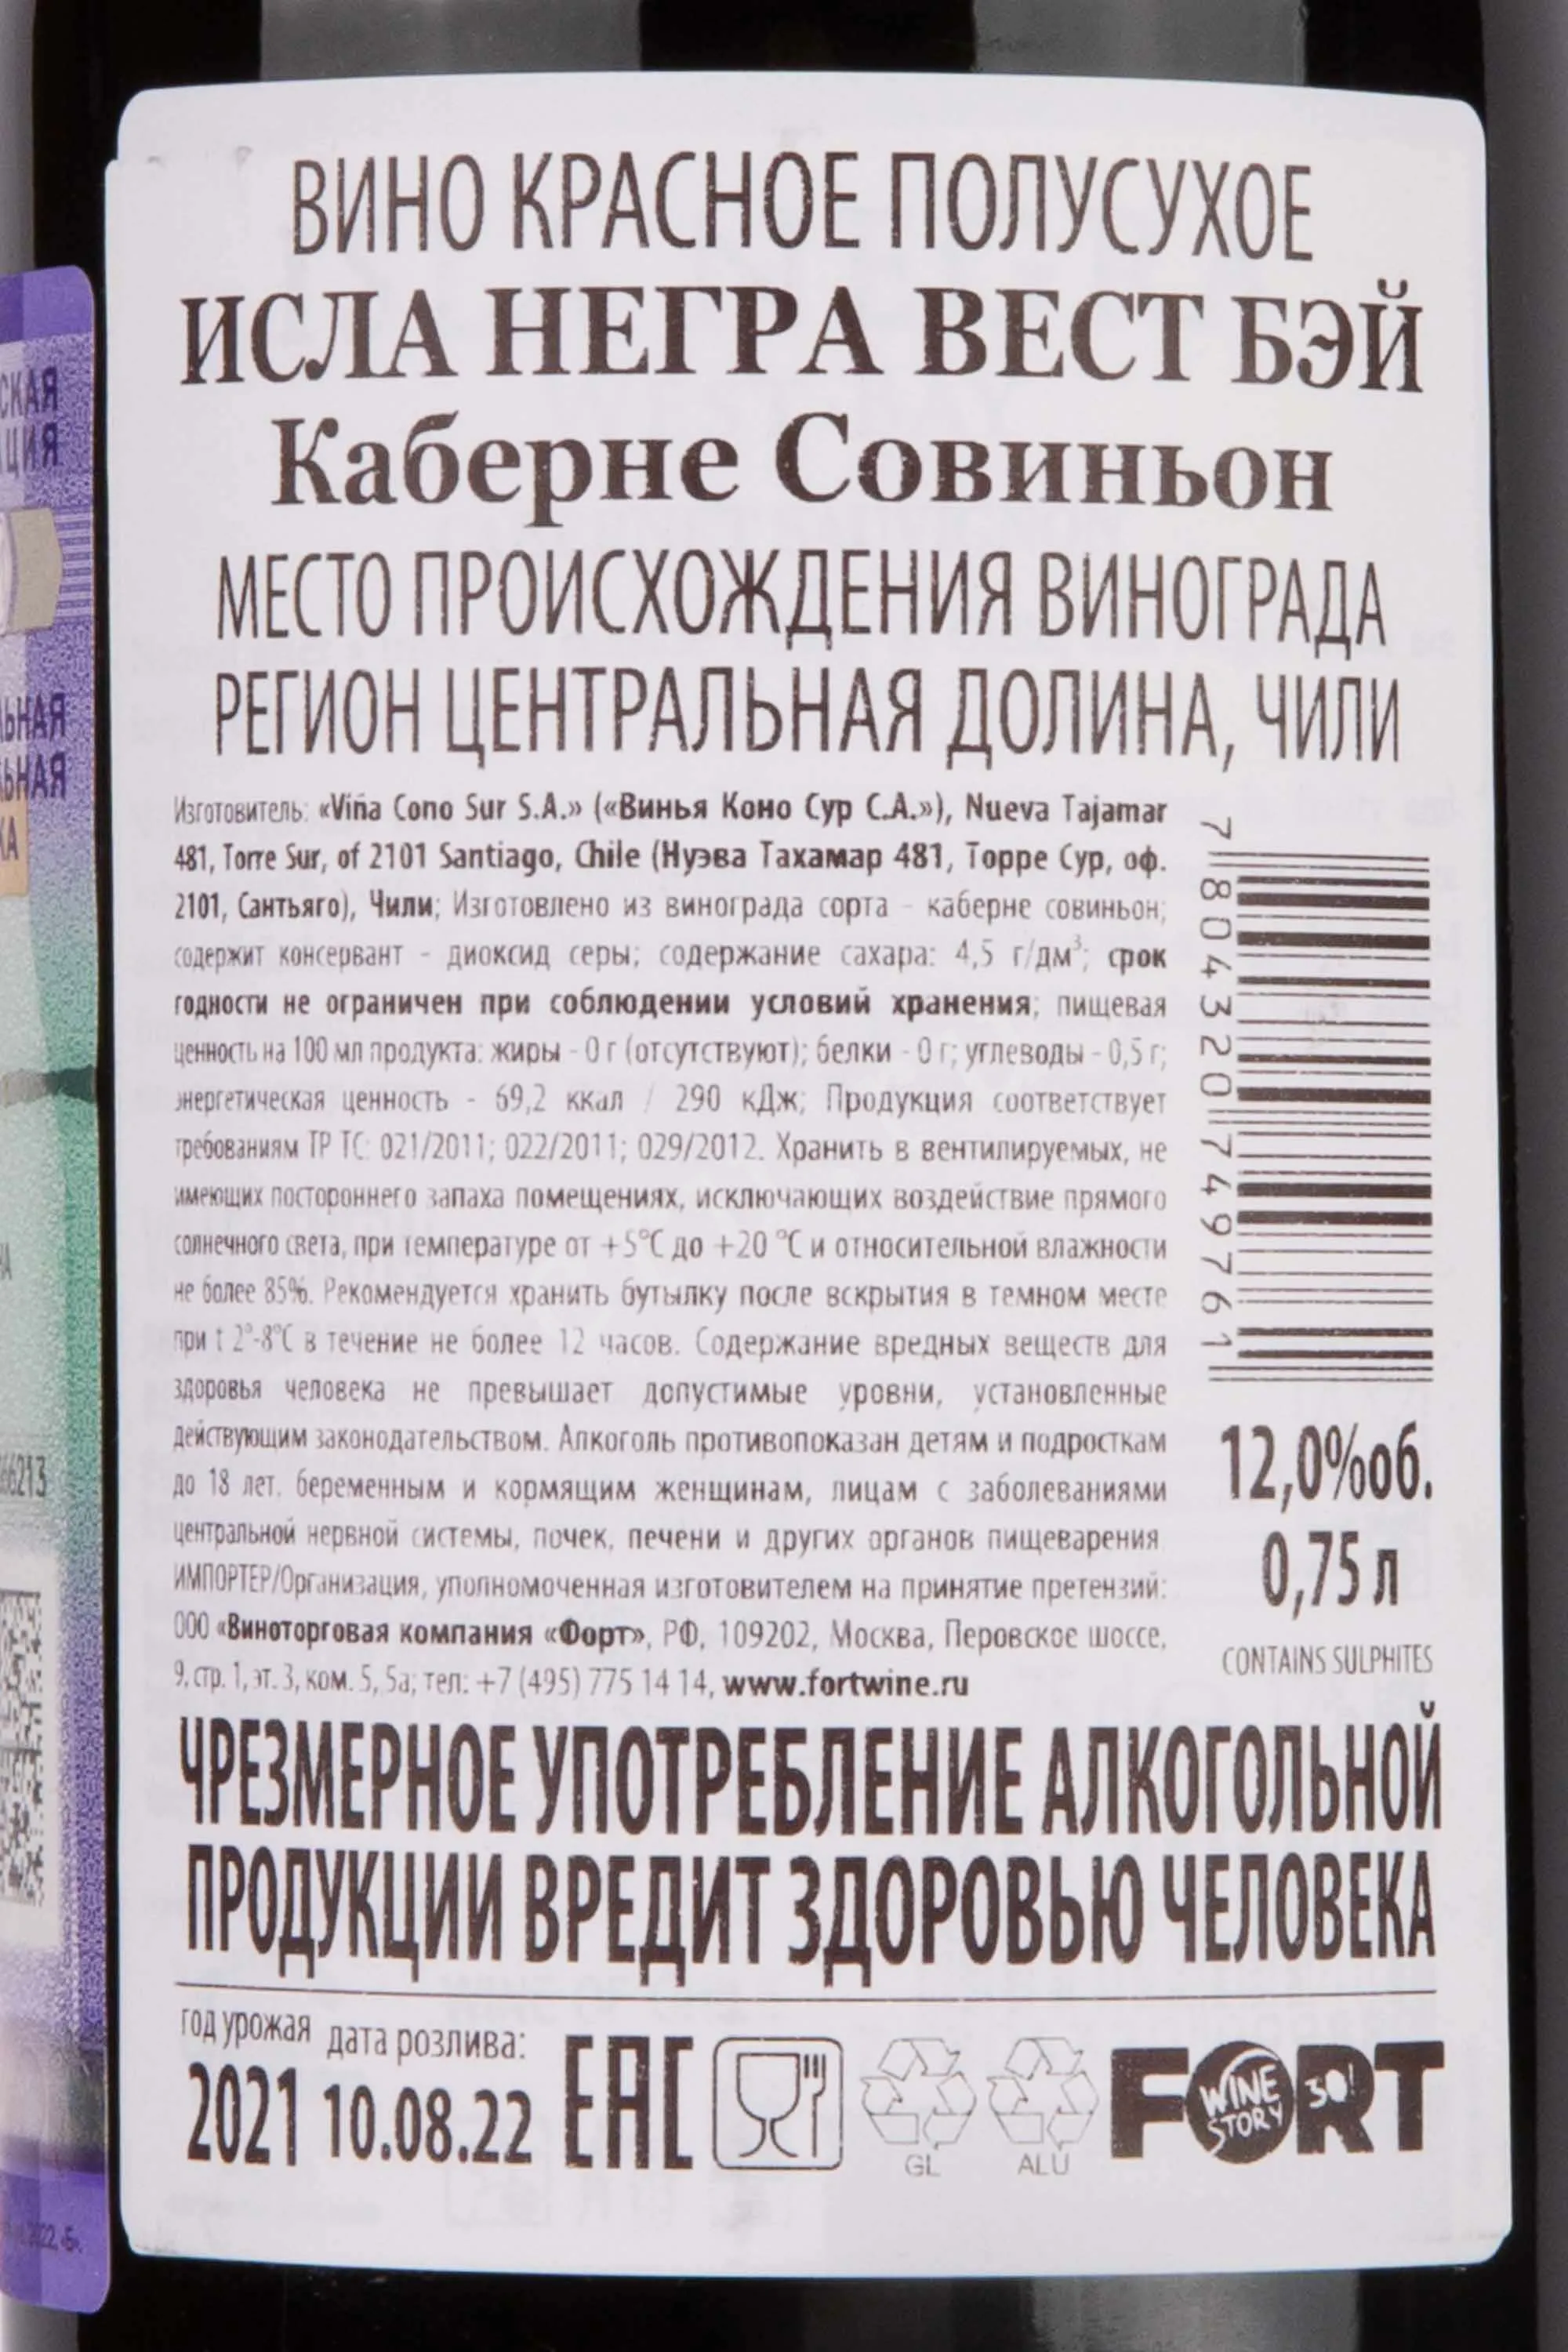 ВИНО КРАСНОЕ ПОЛУСУХОЕ
ИСЛА НЕГРА ВЕСТ БЭЙ
Каберне Совиньон
МЕСТО ПРОИСХОЖДЕНИЯ ВИНОГРАДА
РЕГИОН ЦЕНТРАЛЬНАЯ ДОЛИНА, ЧИЛИ
Изготовитель: «Viña Cono Sur S.A.» («Винья Коно Сур С.А.»), Nueva Tajamar
481, Torre Sur, of 2101 Santiago, Chile (Нуэва Тахамар 481, Торре Сур, оф.
2101, Сантьяго), Чили; Изготовлено из винограда сорта - каберне совиньон;
содержит консервант - диоксид серы; содержание сахара: 4,5 г/дм³; срок
годности не ограничен при соблюдении условий хранения; пищевая
ценность на 100 мл продукта: жиры - 0 г (отсутствуют); белки - 0 г; углеводы - 0,5 г;
энергетическая ценность - 69,2 ккал / 290 кДж; Продукция соответствует
требованиям ТР ТС: 021/2011; 022/2011; 029/2012. Хранить в вентилируемых, не
имеющих постороннего запаха помещениях, исключающих воздействие прямого
солнечного света, при температуре от +5°С до +20 °С и относительной влажности
не более 85%. Рекомендуется хранить бутылку после вскрытия в темном месте
при t 2°-8°С в течение не более 12 часов. Содержание вредных веществ для
здоровья человека не превышает допустимые уровни, установленные
действующим законодательством. Алкоголь противопоказан детям и подросткам
до 18 лет, беременным и кормящим женщинам, лицам с заболеваниями
центральной нервной системы, почек, печени и других органов пищеварения
ИМПОРТЕР/Организация, уполномоченная изготовителем на принятие претензий:
ООО «Виноторговая компания «Форт», РФ, 109202, Москва, Перовское шоссе,
9, стр. 1, эт. 3, ком. 5, 5а; тел: +7 (495) 775 14 14, www.fortwine.ru
7 804320 749761
12,0%об.
0,75 л
CONTAINS SULPHITES
ЧРЕЗМЕРНОЕ УПОТРЕБЛЕНИЕ АЛКОГОЛЬНОЙ
ПРОДУКЦИИ ВРЕДИТ ЗДОРОВЬЮ ЧЕЛОВЕКА
год урожая дата розлива:
2021 10.08.22
EAC
GL
ALU
FORT
WINE STORY 30!